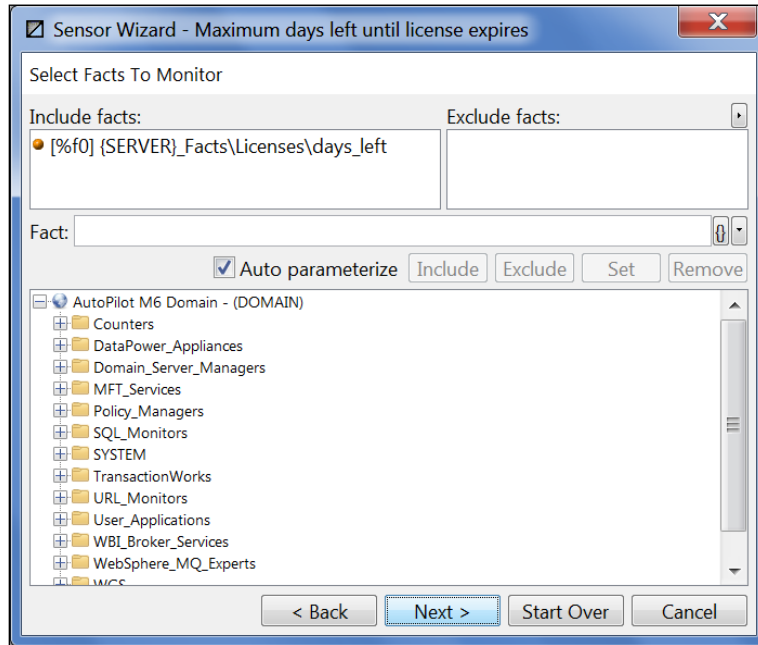 Sensor Wizard - Maximum days left until license expires
Select Facts To Monitor
Include facts: Exclude facts:
[%f0] {SERVER}_Facts\Licenses\days_left
Fact: {}
Auto parameterize Include Exclude Set Remove
AutoPilot M6 Domain - (DOMAIN)
Counters
DataPower_Appliances
Domain_Server_Managers
MFT_Services
Policy_Managers
SQL_Monitors
SYSTEM
TransactionWorks
URL_Monitors
User_Applications
WBI_Broker_Services
WebSphere_MQ_Experts
< Back Next > Start Over Cancel